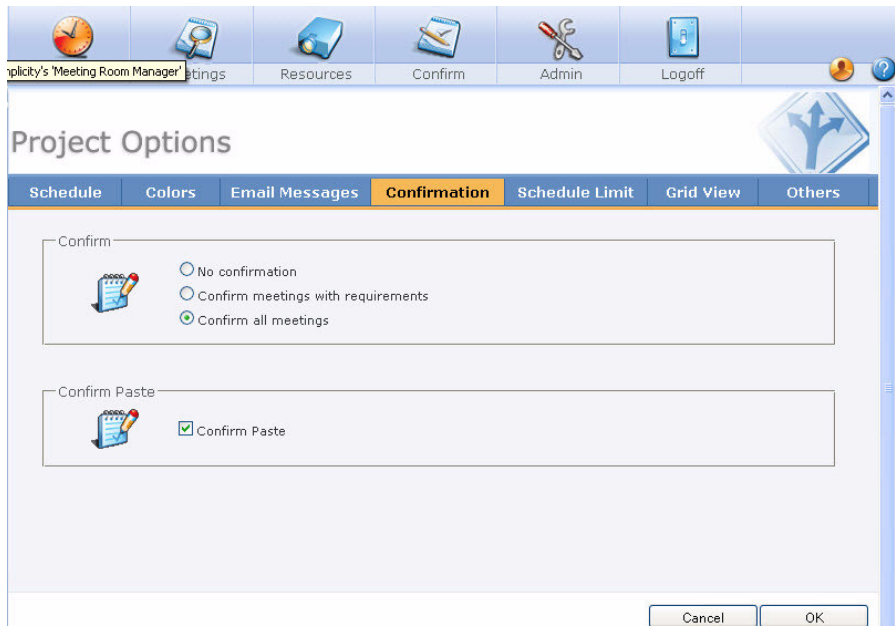 nplicity's 'Meeting Room Manager'
etings
Resources
Confirm
Admin
Logoff
Project Options
Schedule
Colors
Email Messages
Confirmation
Schedule Limit
Grid View
Others
Confirm
No confirmation
Confirm meetings with requirements
Confirm all meetings
Confirm Paste
Confirm Paste
Cancel
OK